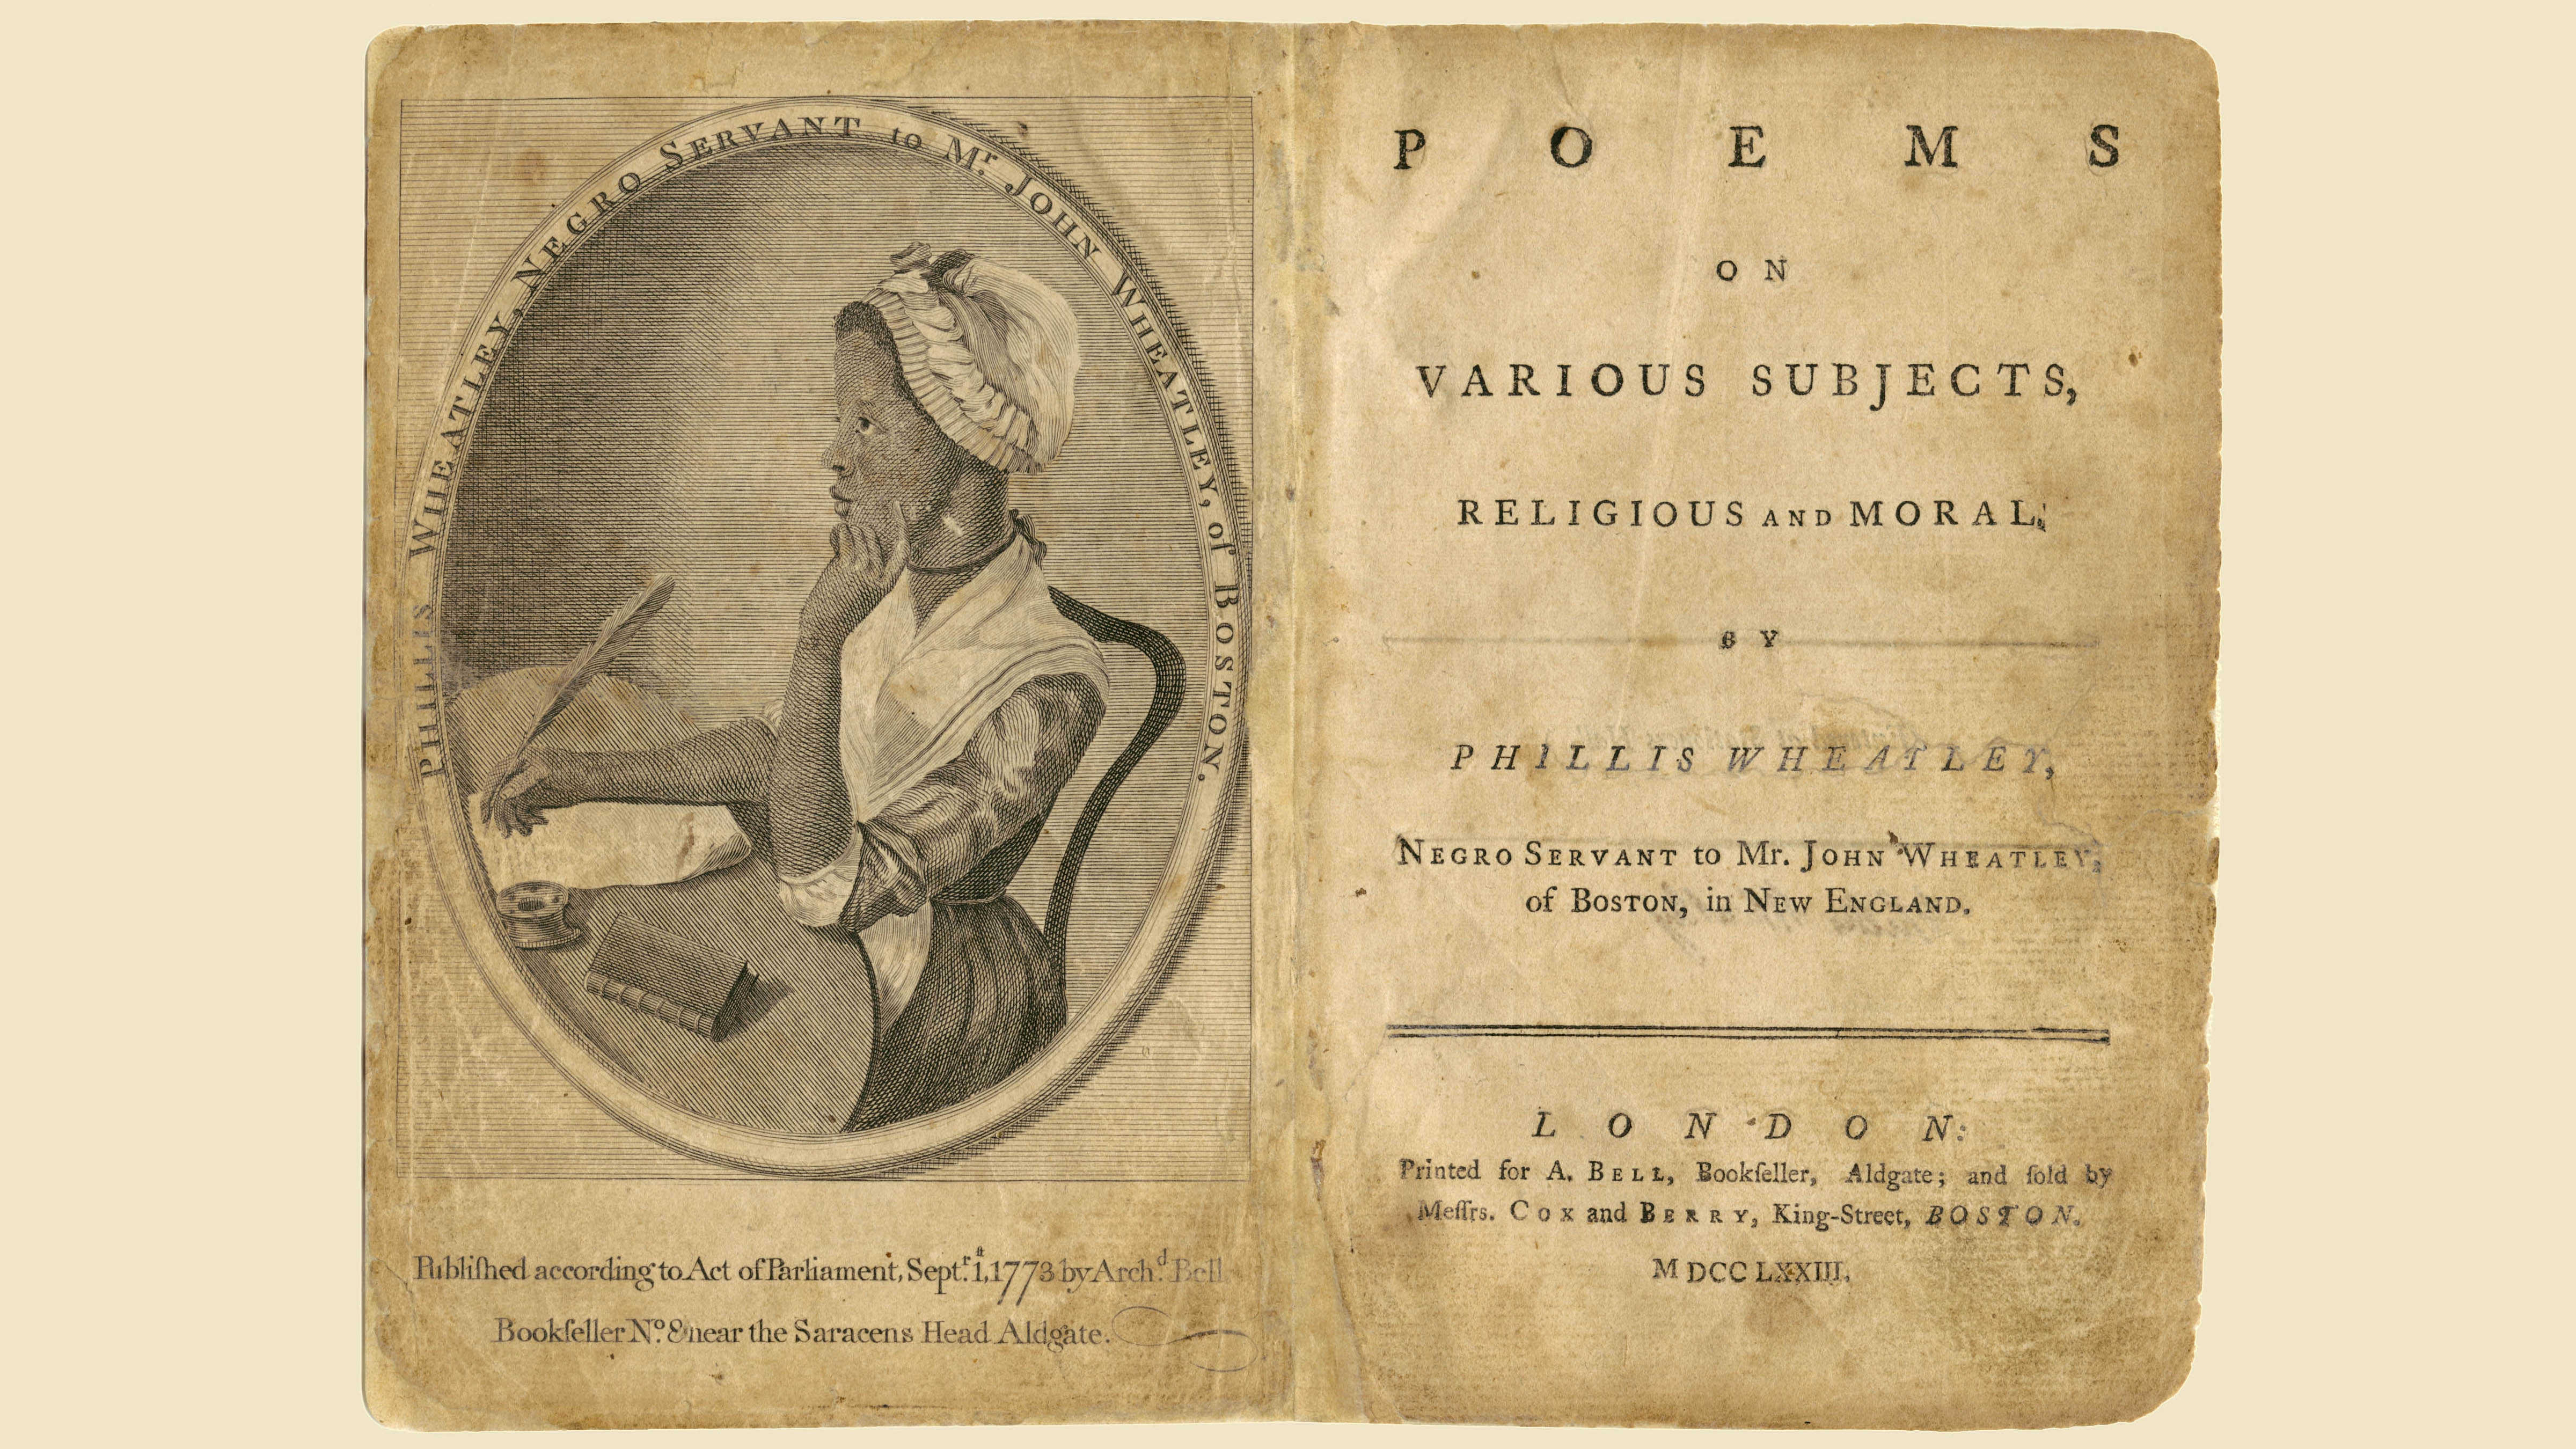 PHILLIS WHEATLEY, NEGRO SERVANT to Mr. JOHN WHEATLEY, of BOSTON.
Publiſhed according to Act of Parliament, Septr. 1st, 1773 by Archd. Bell
Bookſeller No. 8 near the Saracens Head Aldgate.
POEMS
ON
VARIOUS SUBJECTS,
RELIGIOUS AND MORAL.
BY
PHILLIS WHEATLEY,
NEGRO SERVANT to Mr. JOHN WHEATLEY,
of BOSTON, in NEW ENGLAND.
LONDON:
Printed for A. BELL, Bookſeller, Aldgate; and ſold by
Meſſrs. COX and BERRY, King-Street, BOSTON.
MDCCLXXIII.